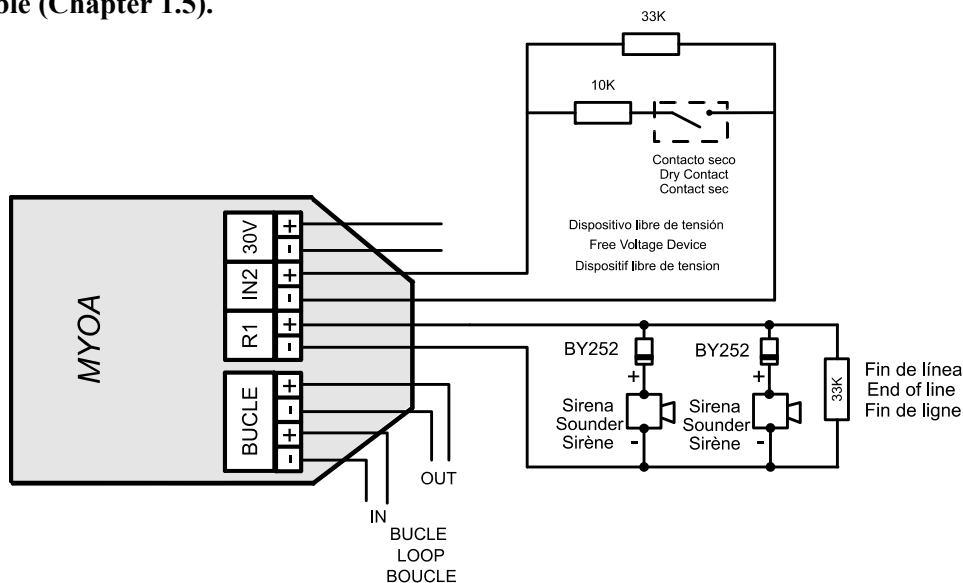 ble (Chapter 1.5).
33K
10K
Contacto seco
Dry Contact
Contact sec
Dispositivo libre de tensión
Free Voltage Device
Dispositif libre de tension
MYOA
30V
+
-
IN2
+
-
R1
+
-
BUCLE
+
-
+
-
BY252
+
Sirena
Sounder
Sirène
-
BY252
+
Sirena
Sounder
Sirène
-
33K
Fin de línea
End of line
Fin de ligne
OUT
IN
BUCLE
LOOP
BOUCLE